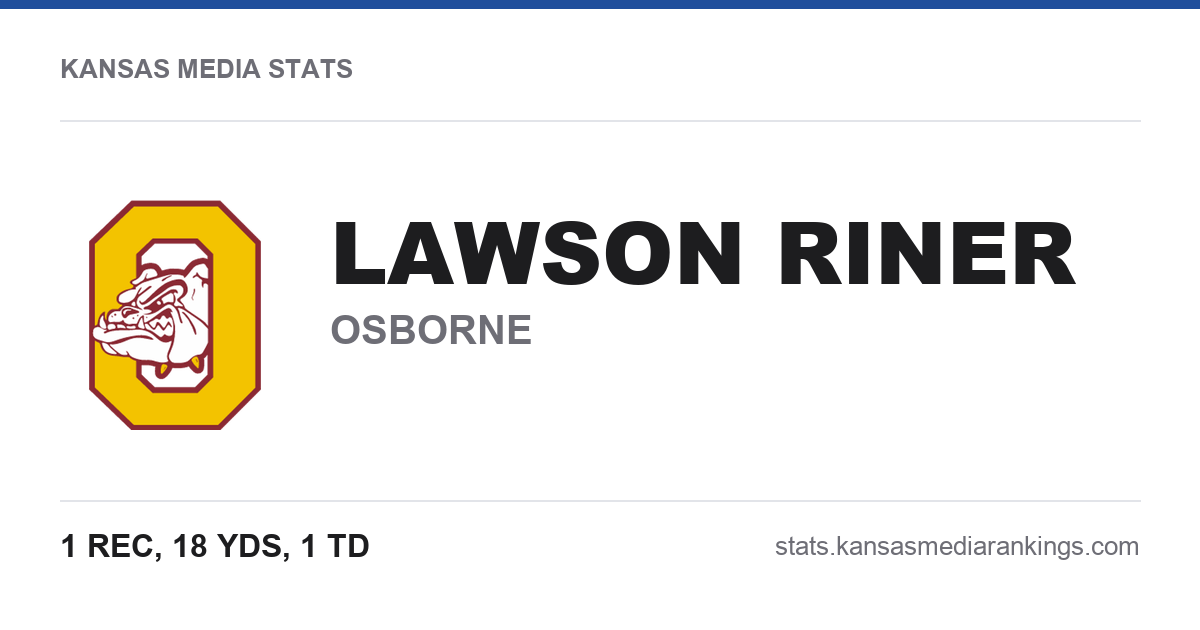 KANSAS MEDIA STATS
LAWSON RINER
OSBORNE
1 REC, 18 YDS, 1 TD
stats.kansasmediarankings.com